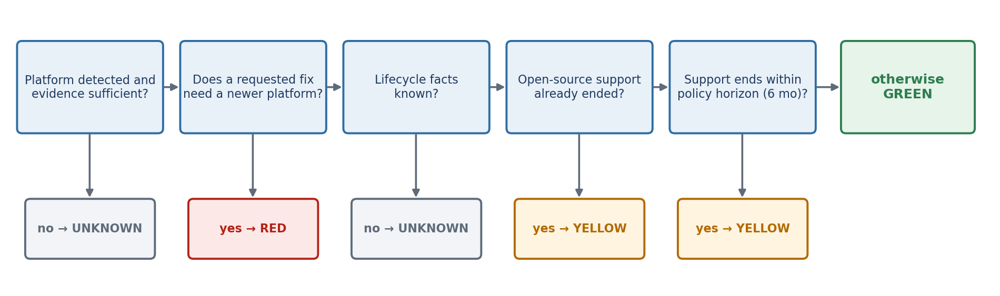 Platform detected and
evidence sufficient?
Does a requested fix
need a newer platform?
Lifecycle facts
known?
Open-source support
already ended?
Support ends within
policy horizon (6 mo)?
otherwise
GREEN
no → UNKNOWN
yes → RED
no → UNKNOWN
yes → YELLOW
yes → YELLOW